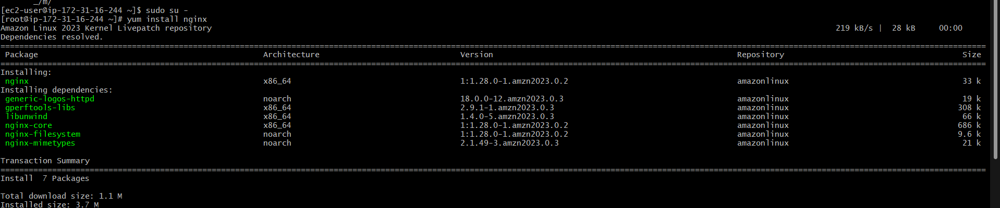 _/m/
[ec2-user@ip-172-31-16-244 ~]$ sudo su -
[root@ip-172-31-16-244 ~]# yum install nginx
Amazon Linux 2023 Kernel Livepatch repository 219 kB/s | 28 kB 00:00
Dependencies resolved.
================================================================================
Package Architecture Version Repository Size
================================================================================
Installing:
nginx x86_64 1:1.28.0-1.amzn2023.0.2 amazonlinux 33 k
Installing dependencies:
generic-logos-httpd noarch 18.0.0-12.amzn2023.0.3 amazonlinux 19 k
gperftools-libs x86_64 2.9.1-1.amzn2023.0.3 amazonlinux 308 k
libunwind x86_64 1.4.0-5.amzn2023.0.3 amazonlinux 66 k
nginx-core x86_64 1:1.28.0-1.amzn2023.0.2 amazonlinux 686 k
nginx-filesystem noarch 1:1.28.0-1.amzn2023.0.2 amazonlinux 9.6 k
nginx-mimetypes noarch 2.1.49-3.amzn2023.0.3 amazonlinux 21 k
Transaction Summary
================================================================================
Install 7 Packages
Total download size: 1.1 M
Installed size: 3.7 M